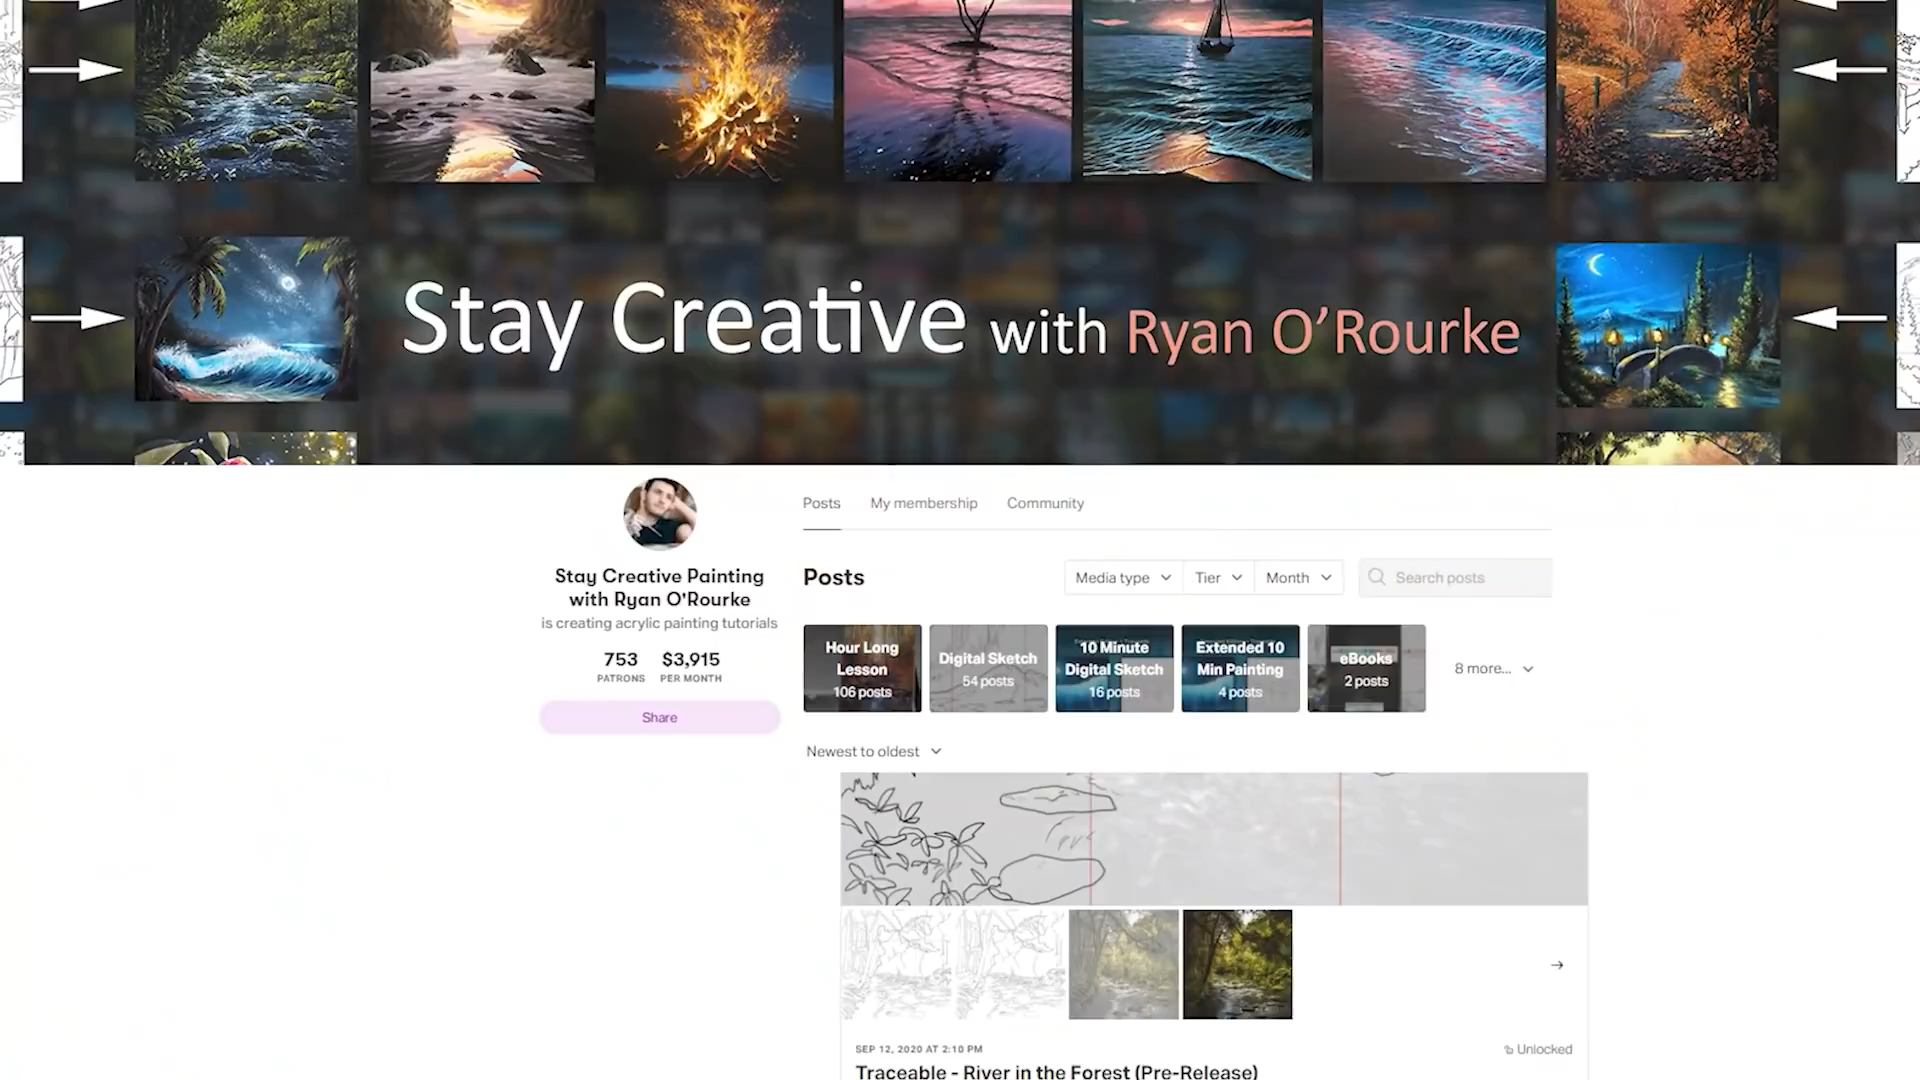 Stay Creative with Ryan O'Rourke
Posts
My membership
Community
Stay Creative Painting
with Ryan O'Rourke
is creating acrylic painting tutorials
753
PATRONS
$3,915
PER MONTH
Share
Posts
Media type
Tier
Month
Search posts
Hour Long
Lesson
106 posts
Digital Sketch
54 posts
10 Minute
Digital Sketch
16 posts
Extended 10
Min Painting
4 posts
eBooks
2 posts
8 more...
Newest to oldest
SEP 12, 2020 AT 2:10 PM
Unlocked
Traceable - River in the Forest (Pre-Release)